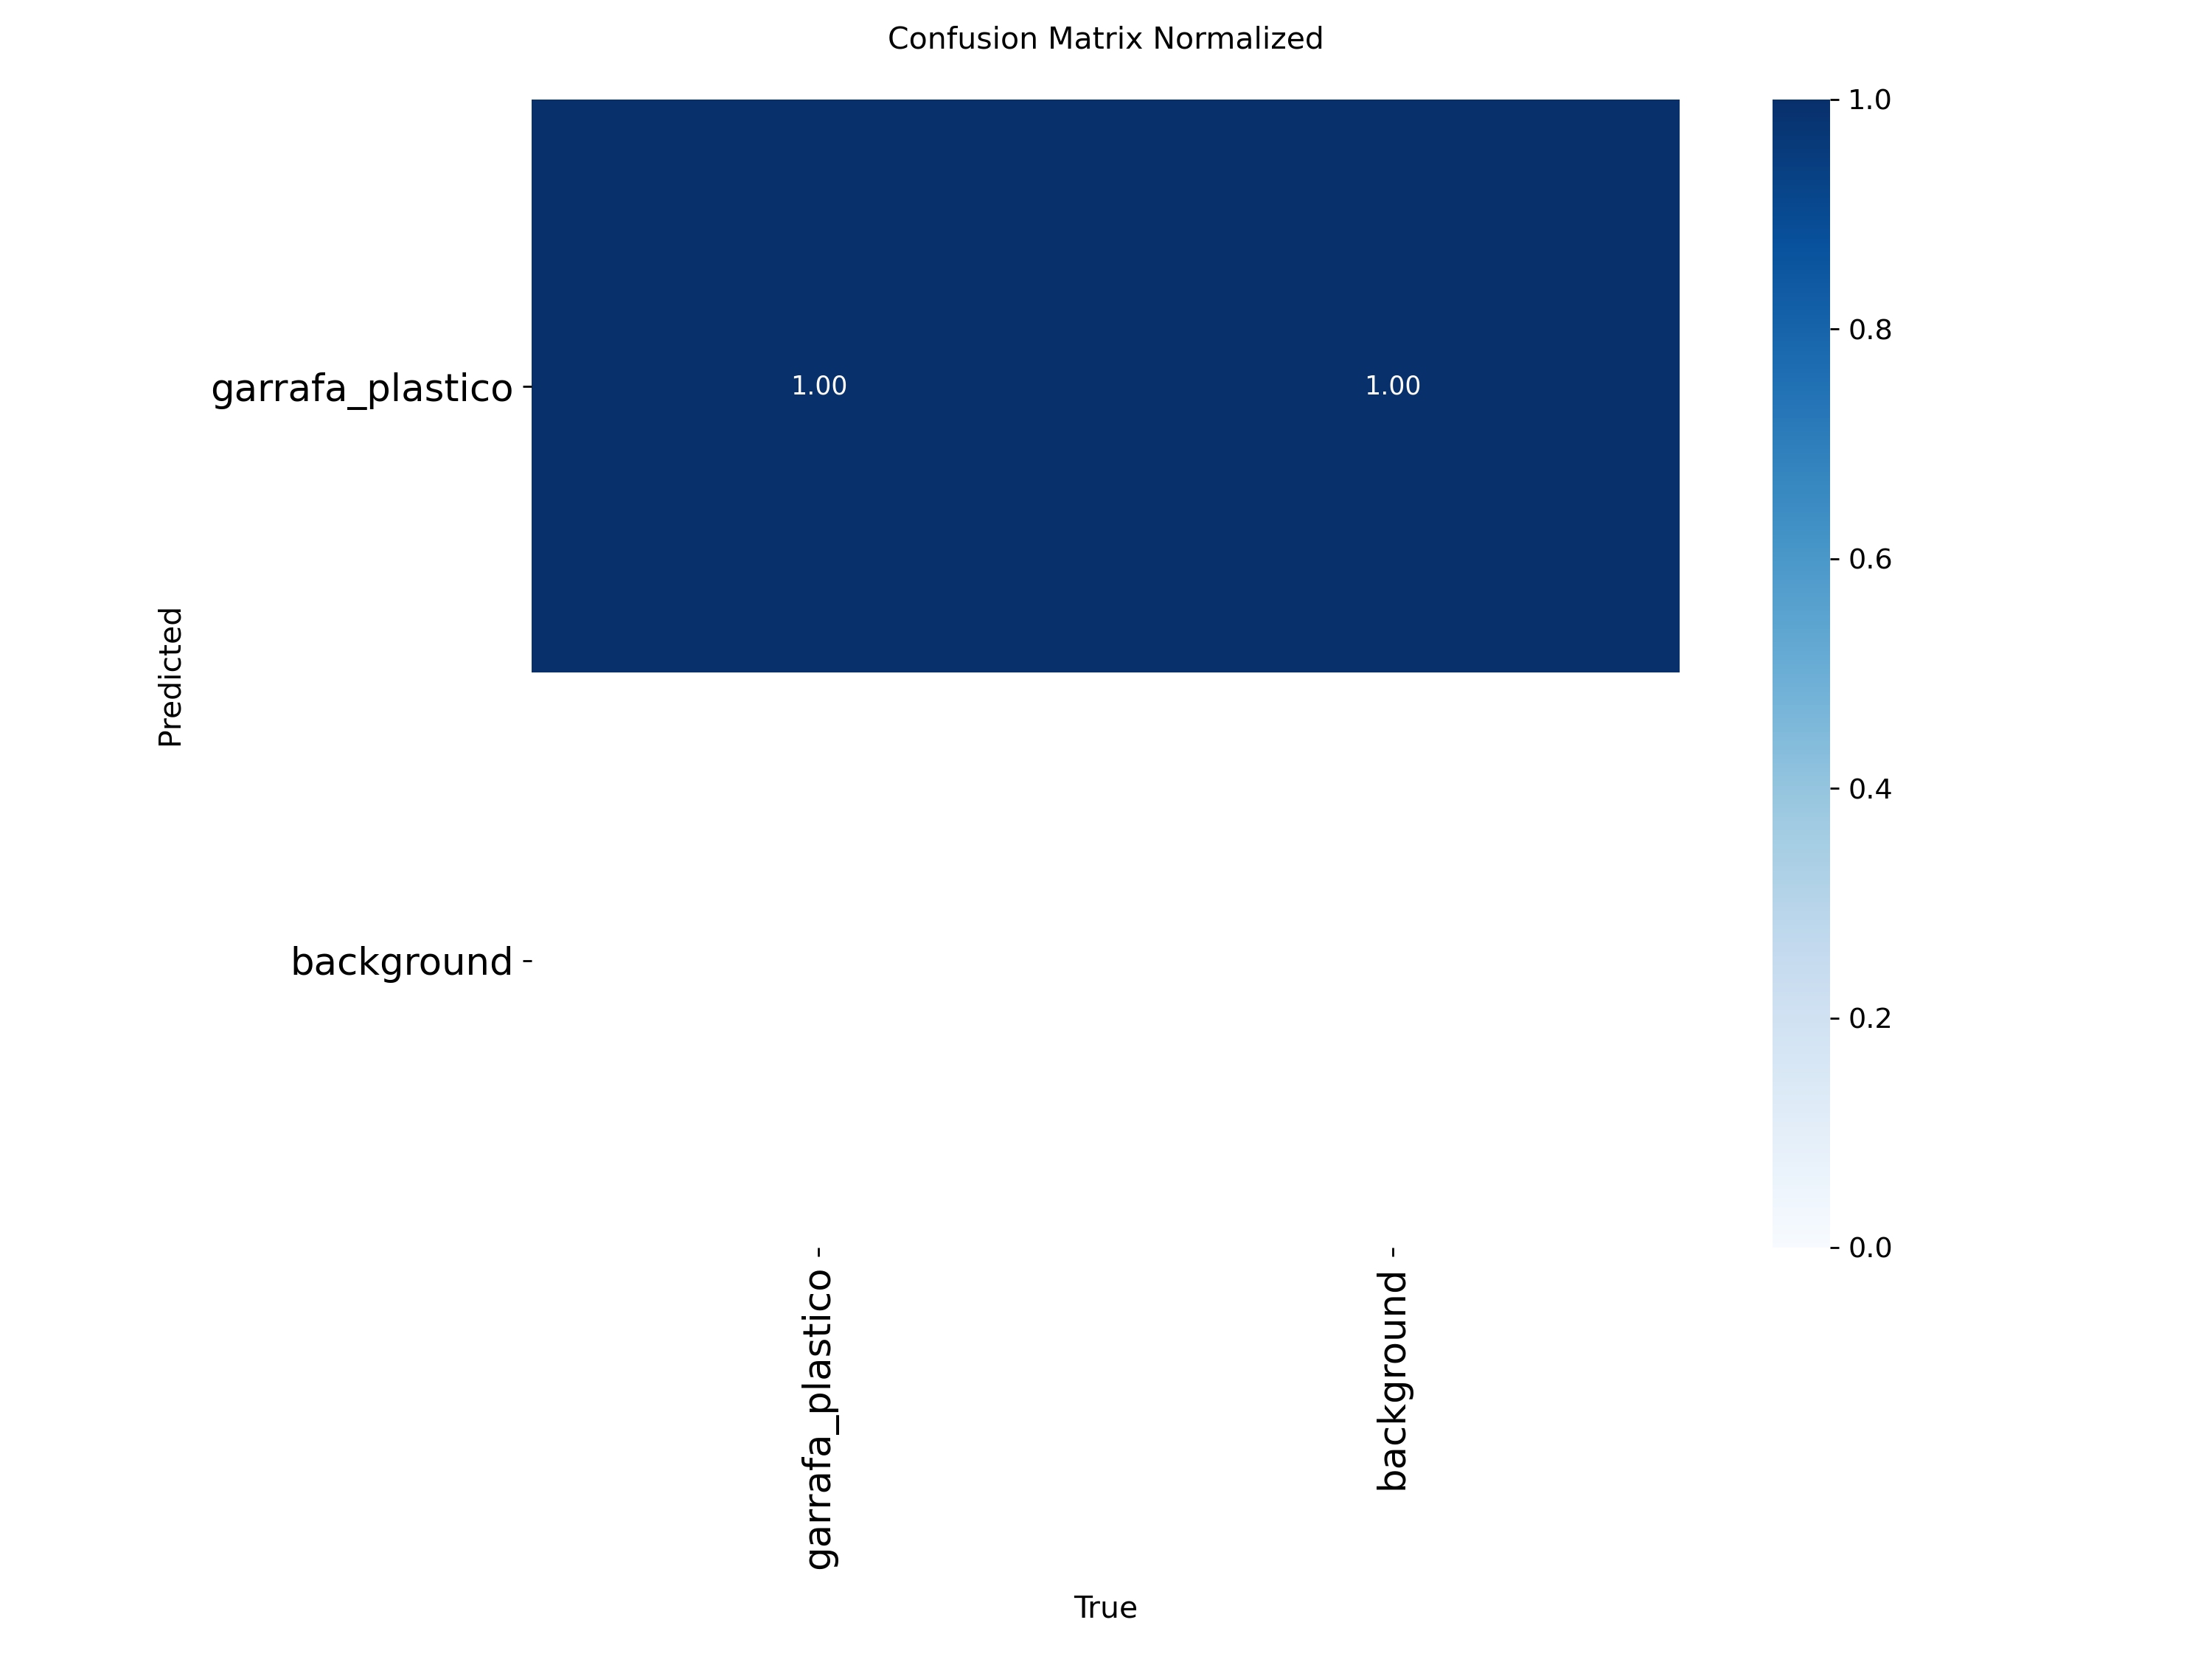 Confusion Matrix Normalized
1.0
0.8
0.6
0.4
0.2
0.0
Predicted
garrafa_plastico
1.00 1.00
background
garrafa_plastico
background
True